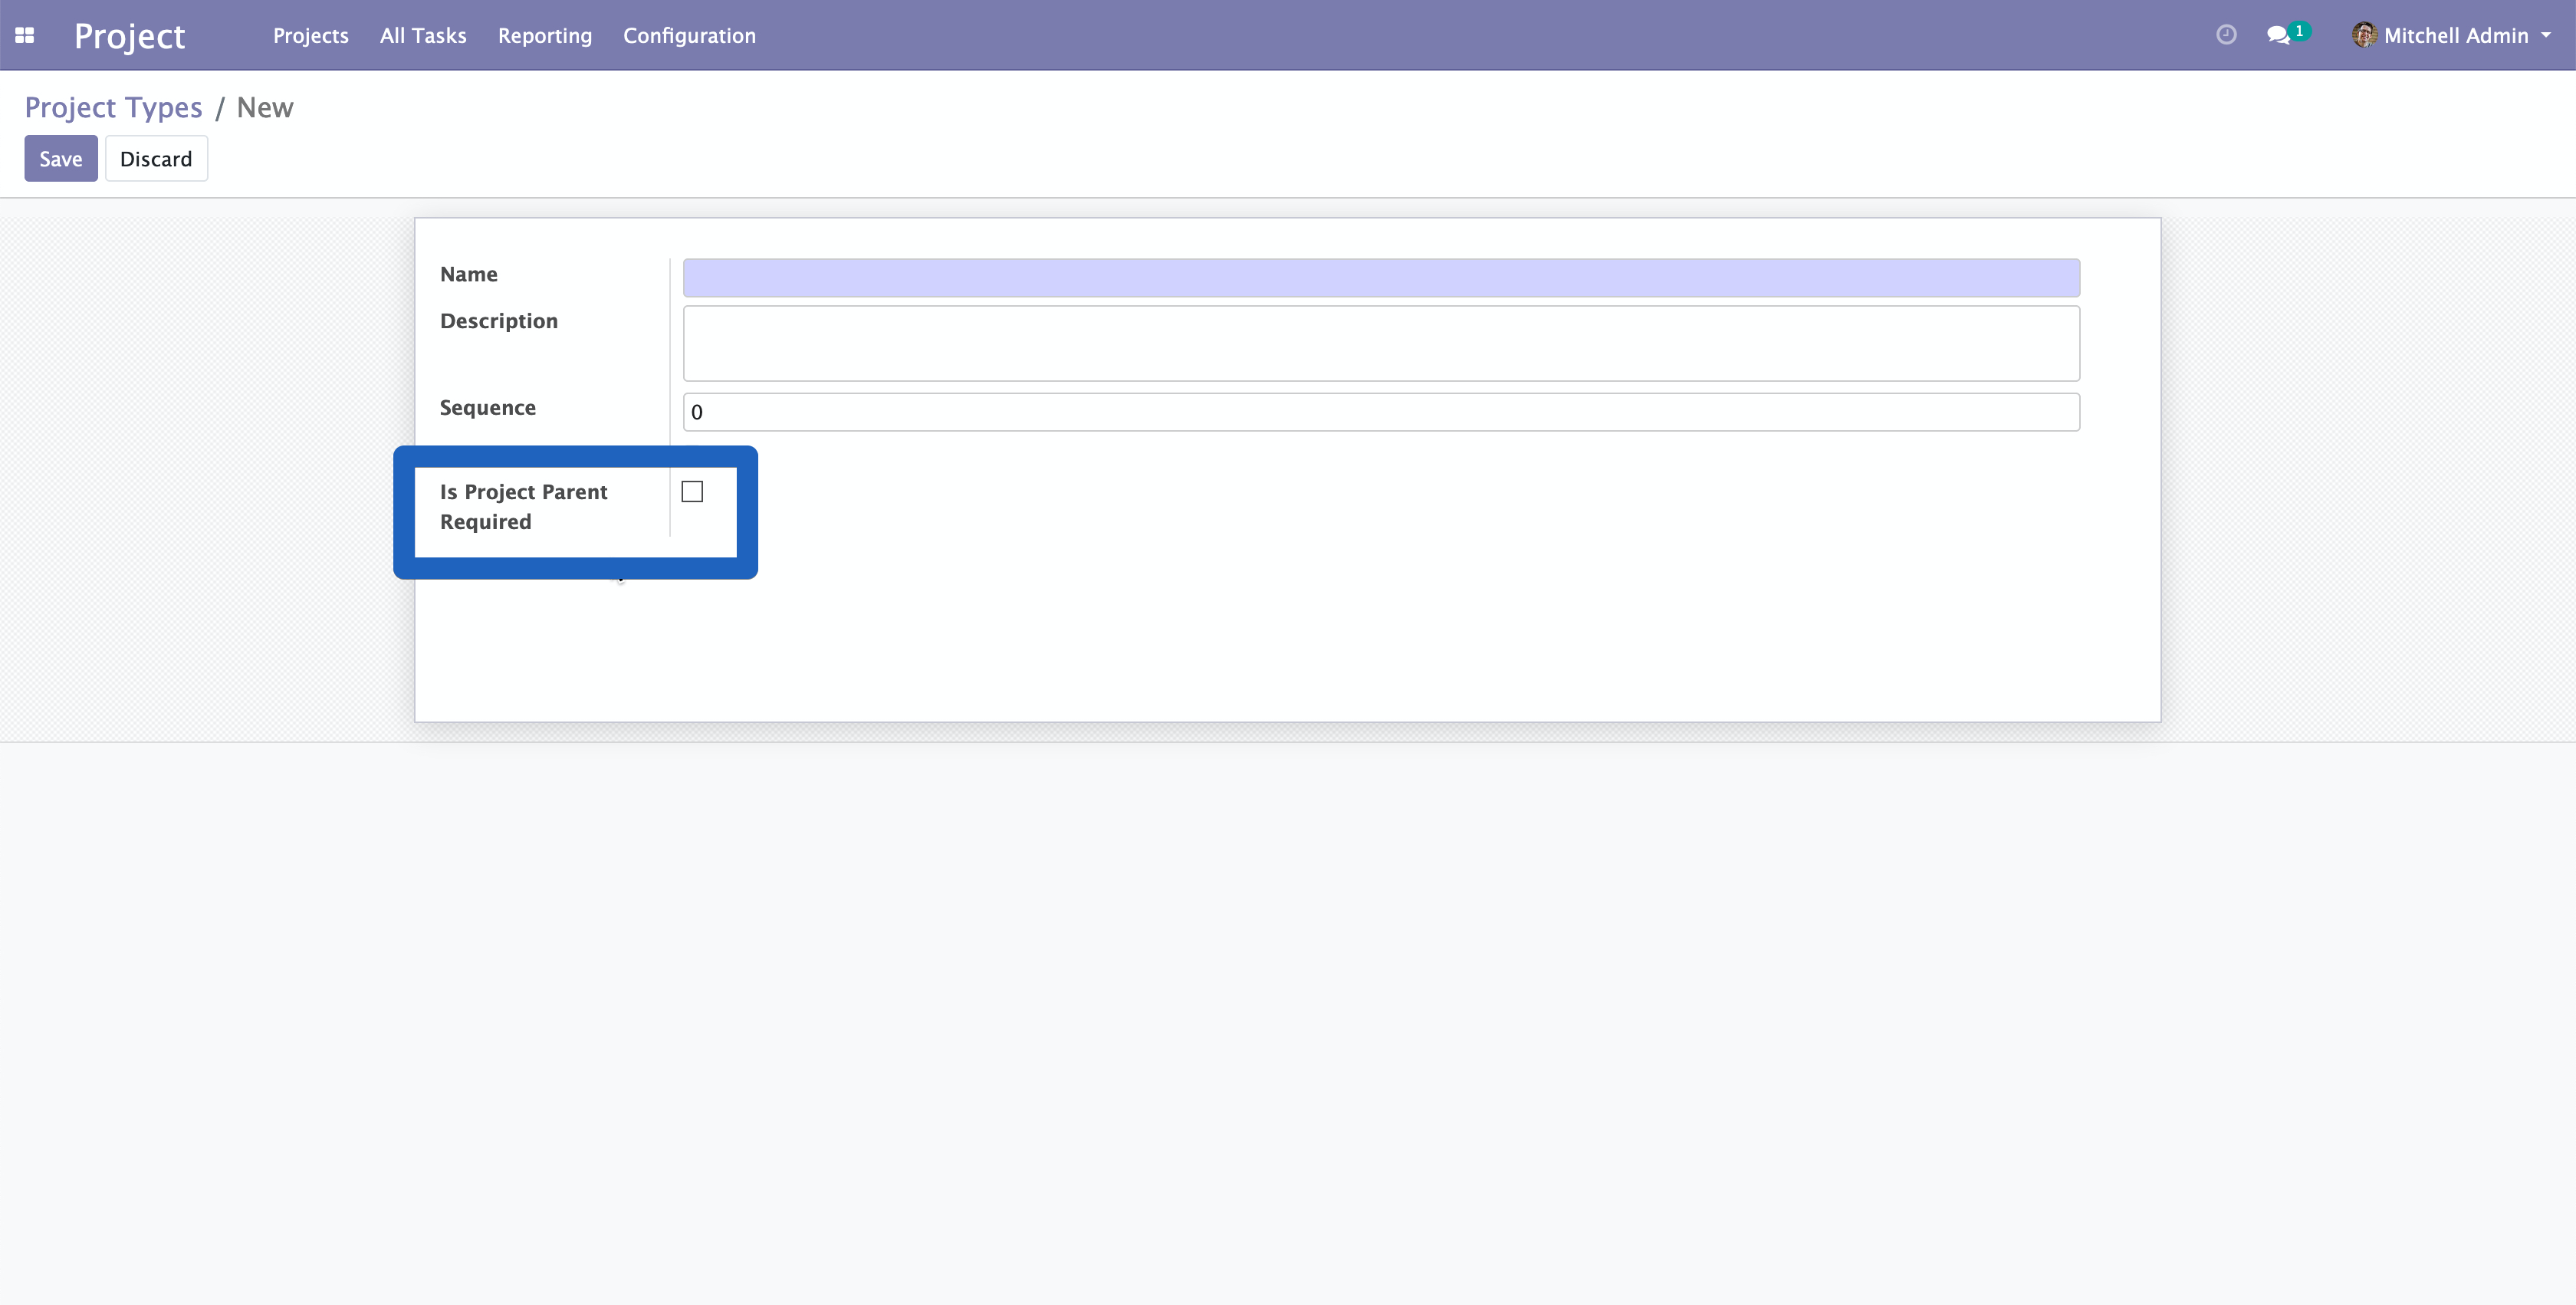 Project Projects All Tasks Reporting Configuration 1 Mitchell Admin
Project Types / New
Save Discard
Name
Description
Sequence 0
Is Project Parent
Required